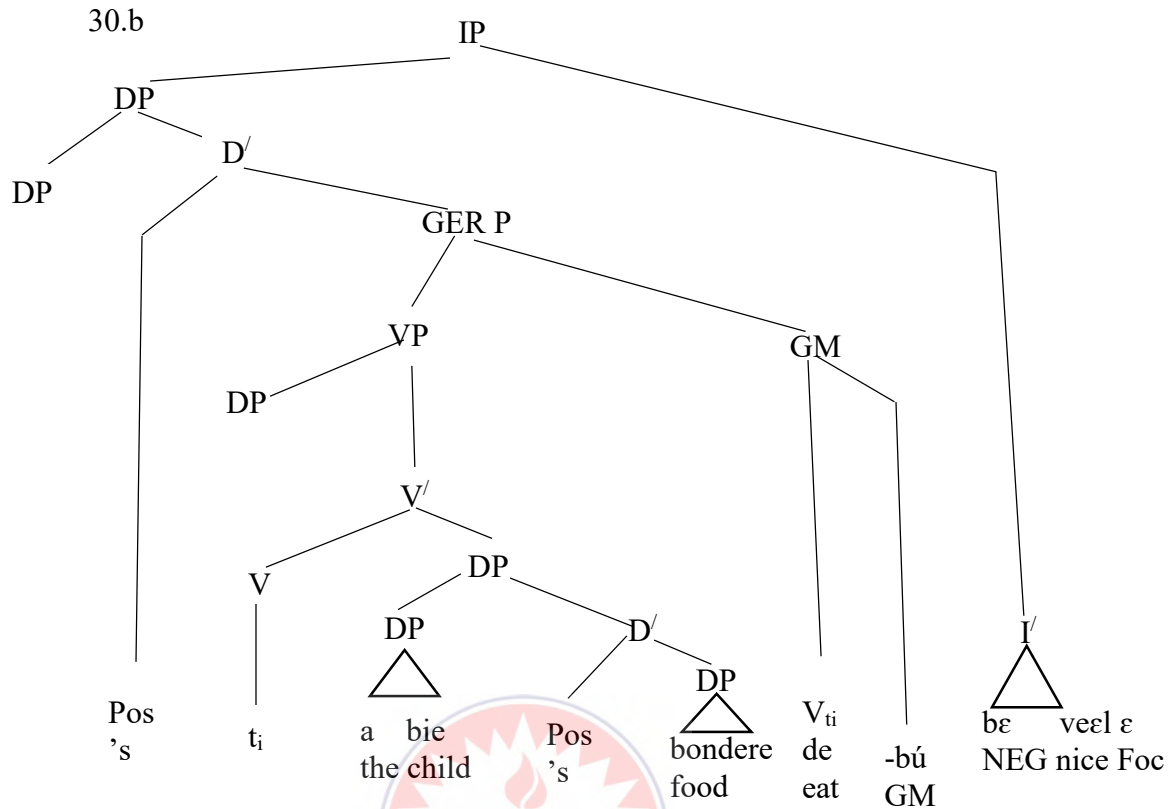 30.b
IP
DP
D/
DP
GER P
VP
GM
DP
V/
V
DP
DP
D/
DP
I/
Pos
’s
ti
a bie
the child
Pos
’s
bondere
food
Vti
de
eat
-bú
GM
bɛ veɛl ɛ
NEG nice Foc